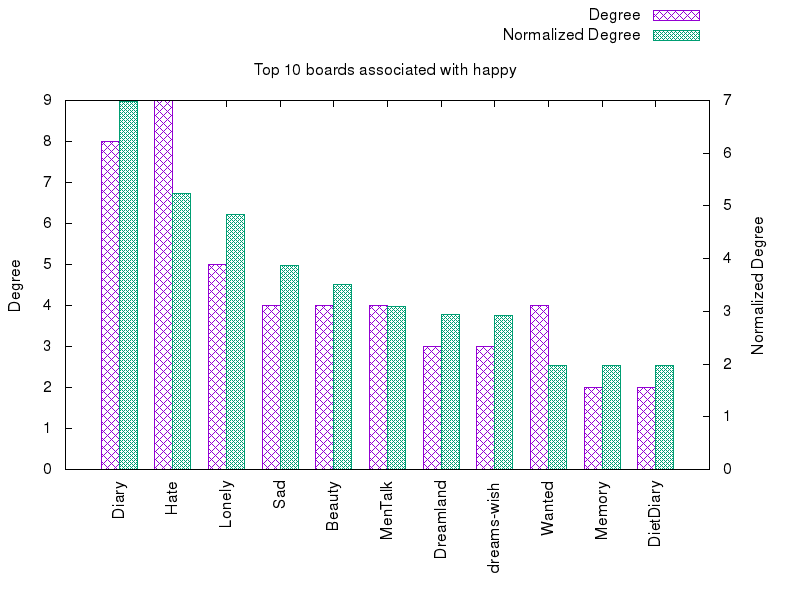 Degree
Normalized Degree
Top 10 boards associated with happy
9
8
7
6
5
4
3
2
1
0
Degree
7
6
5
4
3
2
1
0
Normalized Degree
Diary
Hate
Lonely
Sad
Beauty
MenTalk
Dreamland
dreams-wish
Wanted
Memory
DietDiary